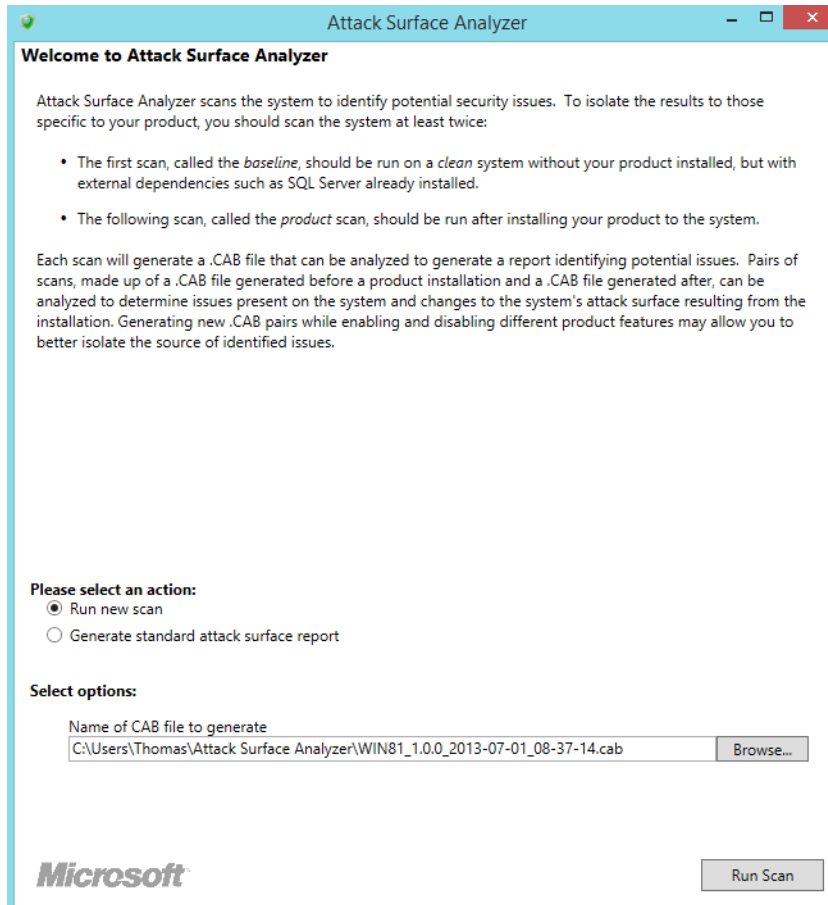 Attack Surface Analyzer
Welcome to Attack Surface Analyzer
Attack Surface Analyzer scans the system to identify potential security issues.  To isolate the results to those
specific to your product, you should scan the system at least twice:
• The first scan, called the baseline, should be run on a clean system without your product installed, but with
external dependencies such as SQL Server already installed.
• The following scan, called the product scan, should be run after installing your product to the system.
Each scan will generate a .CAB file that can be analyzed to generate a report identifying potential issues.  Pairs of
scans, made up of a .CAB file generated before a product installation and a .CAB file generated after, can be
analyzed to determine issues present on the system and changes to the system's attack surface resulting from the
installation. Generating new .CAB pairs while enabling and disabling different product features may allow you to
better isolate the source of identified issues.
Please select an action:
Run new scan
Generate standard attack surface report
Select options:
Name of CAB file to generate
C:\Users\Thomas\Attack Surface Analyzer\WIN81_1.0.0_2013-07-01_08-37-14.cab
Browse...
Microsoft
Run Scan